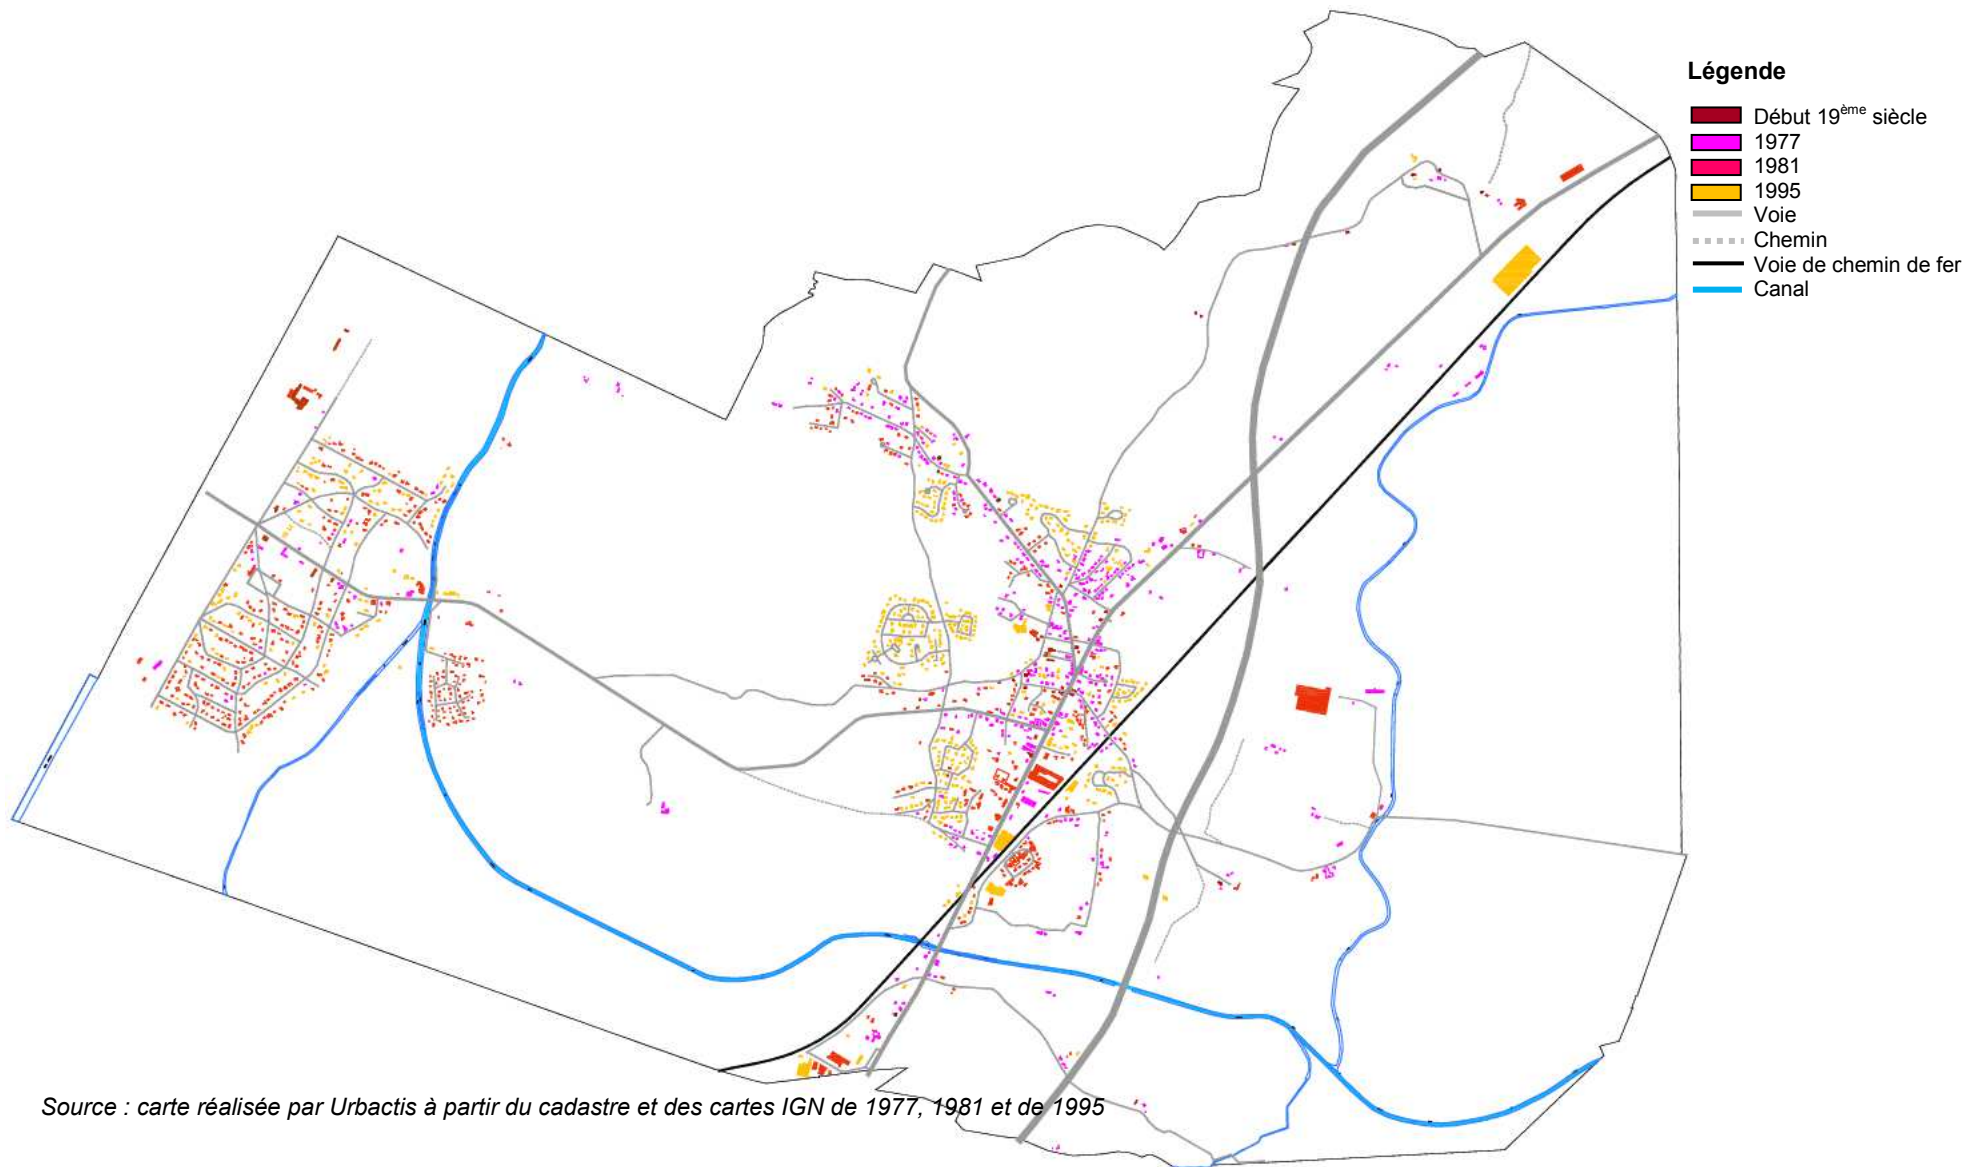 Légende
Début 19ème siècle
1977
1981
1995
Voie
Chemin
Voie de chemin de fer
Canal
Source : carte réalisée par Urbactis à partir du cadastre et des cartes IGN de 1977, 1981 et de 1995